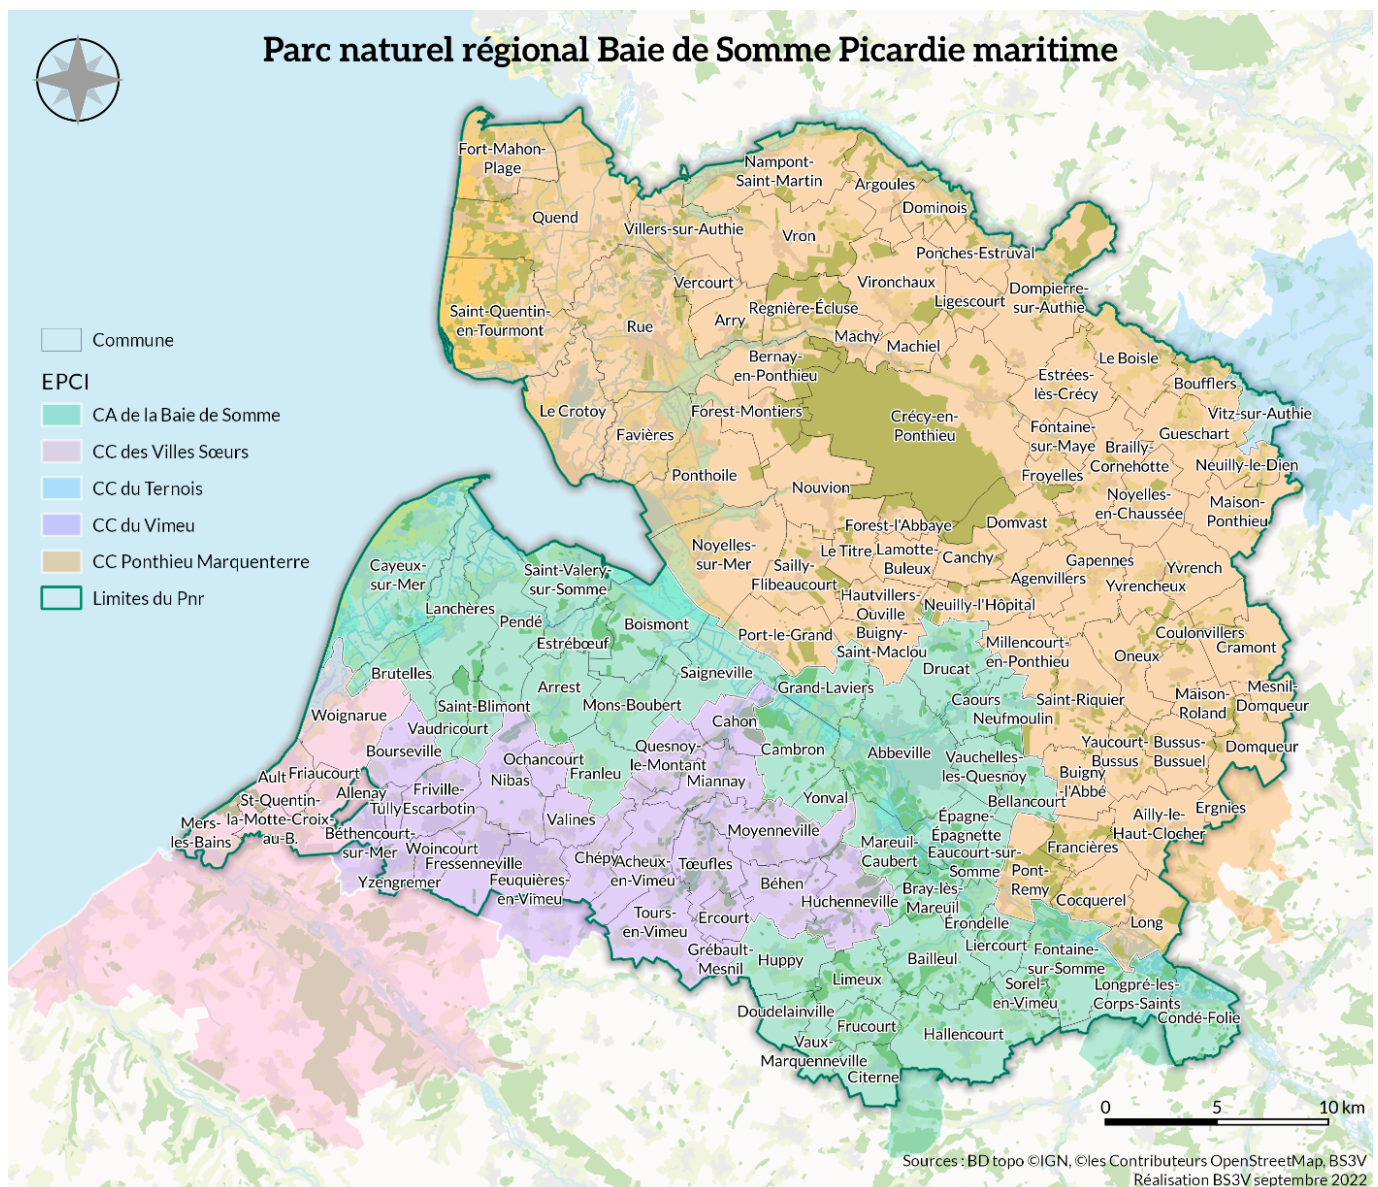 Parc naturel régional Baie de Somme Picardie maritime
Commune
EPCI
CA de la Baie de Somme
CC des Villes Sœurs
CC du Ternois
CC du Vimeu
CC Ponthieu Marquenterre
Limites du Pnr
Fort-Mahon-
Plage
Nampont-
Saint-Martin
Argoules
Dominois
Quend
Villers-sur-Authie
Vron
Ponches-Estruval
Vercourt
Vironchaux
Dompierre-
sur-Authie
Ligescourt
Regnière-Écluse
Saint-Quentin-
en-Tourmont
Rue
Arry
Machy
Machiel
Bernay-
en-Ponthieu
Le Boisle
Estrées-
lès-Crécy
Boufflers
Le Crotoy
Forest-Montiers
Crécy-en-
Ponthieu
Vitz-sur-Authie
Favières
Fontaine-
sur-Maye
Gueschart
Brailly-
Cornehotte
Neuilly-le-Dien
Ponthoile
Froyelles
Nouvion
Noyelles-
en-Chaussée
Maison-
Ponthieu
Forest-l'Abbaye
Domvast
Noyelles-
sur-Mer
Le Titre
Lamotte-
Buleux
Canchy
Gapennes
Yvrench
Sailly-
Flibeaucourt
Agenvillers
Yvrencheux
Cayeux-
sur-Mer
Saint-Valery-
sur-Somme
Hautvillers-
Ouville
Neuilly-l'Hôpital
Lanchères
Pendé
Boismont
Port-le-Grand
Buigny-
Saint-Maclou
Millencourt-
en-Ponthieu
Coulonvillers
Cramont
Estrébœuf
Oneux
Brutelles
Saigneville
Drucat
Arrest
Grand-Laviers
Caours
Saint-Riquier
Maison-
Roland
Mesnil-
Domqueur
Saint-Blimont
Mons-Boubert
Neufmoulin
Woignarue
Vaudricourt
Cahon
Bourseville
Quesnoy-
le-Montant
Cambron
Abbeville
Vauchelles-
les-Quesnoy
Yaucourt-
Bussus
Bussus-
Bussuel
Domqueur
Ochancourt
Ault
Friaucourt
Nibas
Franleu
Miannay
Buigny
-l'Abbé
Allenay
Friville-
Escarbotin
Tully
Yonval
Bellancourt
Ergnies
St-Quentin-
la-Motte-Croix-
au-B.
Mers-
les-Bains
Valines
Moyenneville
Épagne-
Épagnette
Ailly-le-
Haut-Clocher
Béthencourt-
sur-Mer
Woincourt
Mareuil-
Caubert
Francières
Fressenneville
Chépy
Acheux-
en-Vimeu
Tœufles
Eaucourt-sur-
Somme
Yzengremer
Feuquières-
en-Vimeu
Béhen
Pont-
Remy
Huchenneville
Bray-lès-
Mareuil
Cocquerel
Tours-
en-Vimeu
Ercourt
Érondelle
Long
Grébault-
Mesnil
Huppy
Bailleul
Liercourt
Fontaine-
sur-Somme
Limeux
Sorel-
en-Vimeu
Longpré-les-
Corps-Saints
Doudelainville
Condé-Folie
Frucourt
Hallencourt
Vaux-
Marquenneville
Citerne
0 5 10 km
Sources : BD topo ©IGN, ©les Contributeurs OpenStreetMap, BS3V
Réalisation BS3V septembre 2022